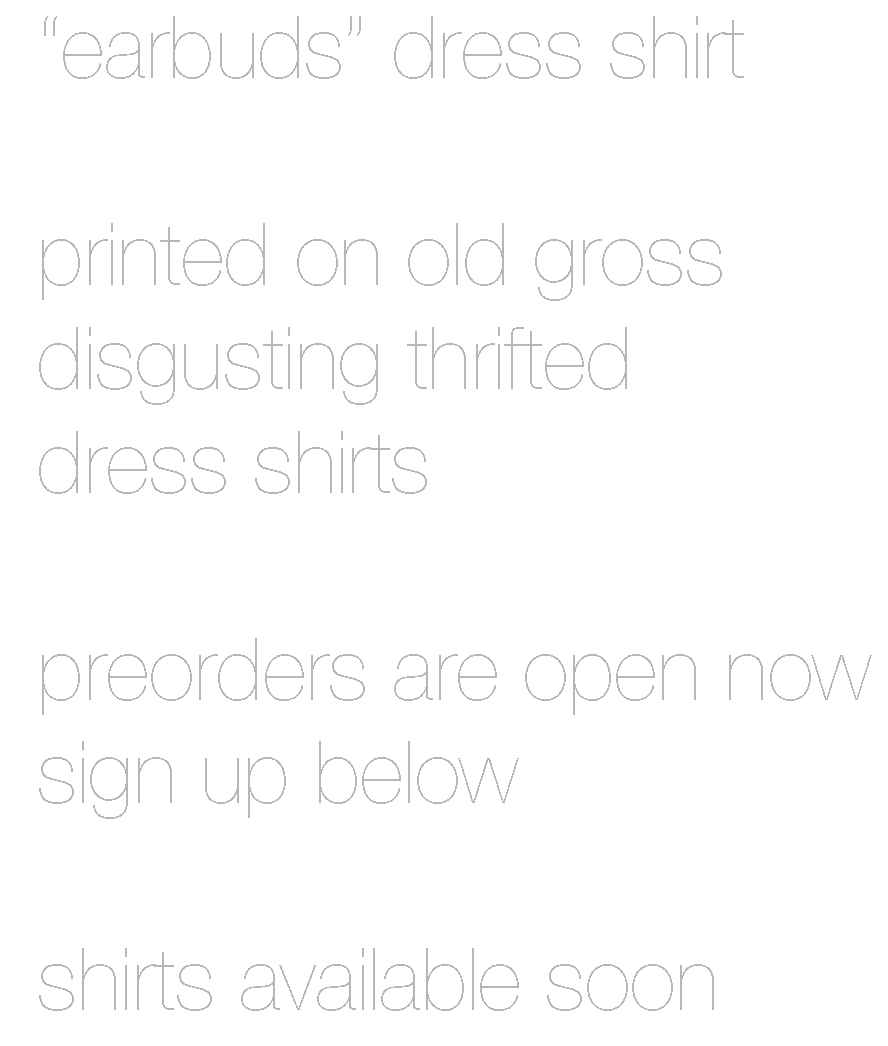 “earbuds” dress shirt
printed on old gross
disgusting thrifted
dress shirts
preorders are open now
sign up below
shirts available soon